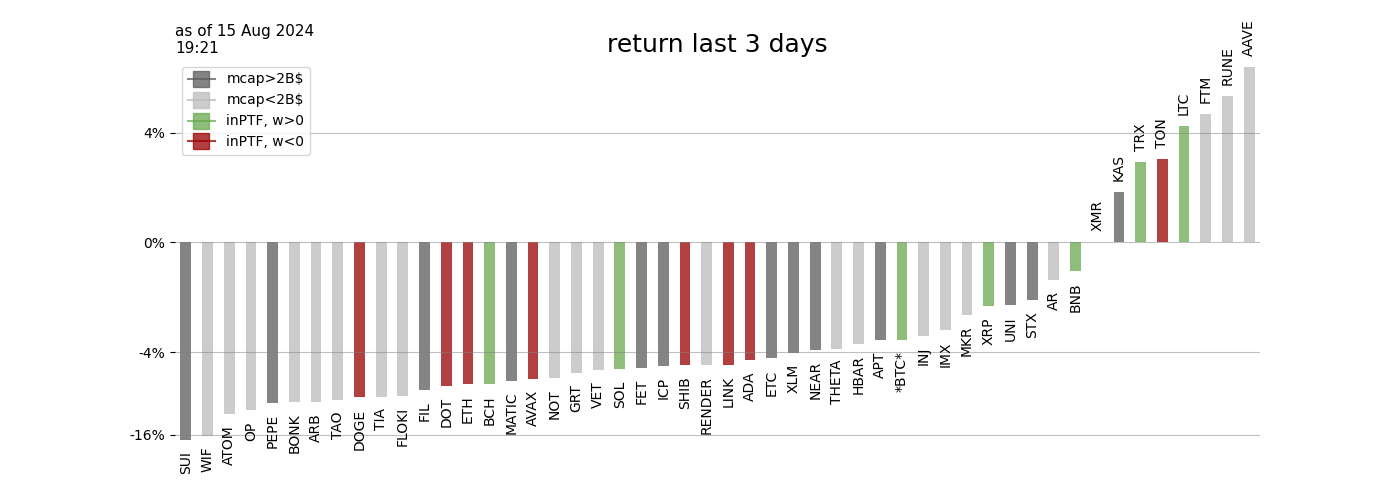 as of 15 Aug 2024
19:21
return last 3 days
mcap>2B$
mcap<2B$
inPTF, w>0
inPTF, w<0
4%
0%
-4%
-16%
SUI
WIF
ATOM
OP
PEPE
BONK
ARB
TAO
DOGE
TIA
FLOKI
FIL
DOT
ETH
BCH
MATIC
AVAX
NOT
GRT
VET
SOL
FET
ICP
SHIB
RENDER
LINK
ADA
ETC
XLM
NEAR
THETA
HBAR
APT
*BTC*
INJ
IMX
MKR
XRP
UNI
STX
AR
BNB
XMR
KAS
TRX
TON
LTC
FTM
RUNE
AAVE